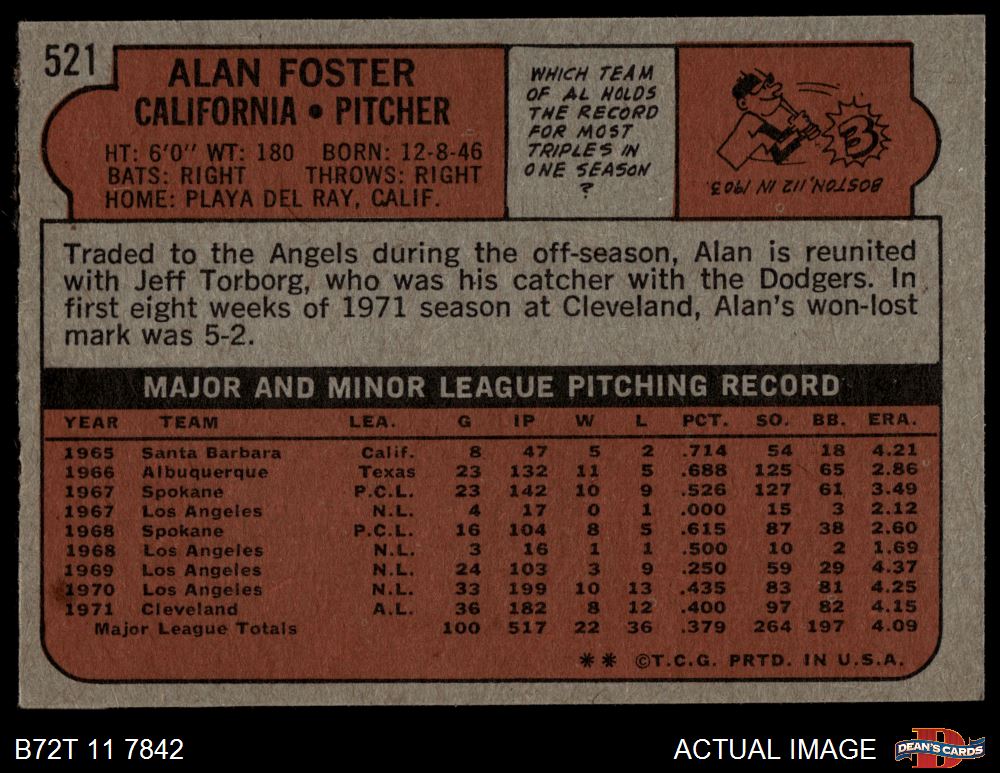 521
ALAN FOSTER
CALIFORNIA • PITCHER
HT: 6'0" WT: 180 BORN: 12-8-46
BATS: RIGHT THROWS: RIGHT
HOME: PLAYA DEL RAY, CALIF.
WHICH TEAM
OF AL HOLDS
THE RECORD
FOR MOST
TRIPLES IN
ONE SEASON
?
3
BOSTON, 112 IN 1903.
Traded to the Angels during the off-season, Alan is reunited
with Jeff Torborg, who was his catcher with the Dodgers. In
first eight weeks of 1971 season at Cleveland, Alan's won-lost
mark was 5-2.
MAJOR AND MINOR LEAGUE PITCHING RECORD
YEAR TEAM LEA. G IP W L PCT. SO. BB. ERA.
1965 Santa Barbara Calif. 8 47 5 2 .714 54 18 4.21
1966 Albuquerque Texas 23 132 11 5 .688 125 65 2.86
1967 Spokane P.C.L. 23 142 10 9 .526 127 61 3.49
1967 Los Angeles N.L. 4 17 0 1 .000 15 3 2.12
1968 Spokane P.C.L. 16 104 8 5 .615 87 38 2.60
1968 Los Angeles N.L. 3 16 1 1 .500 10 2 1.69
1969 Los Angeles N.L. 24 103 3 9 .250 59 29 4.37
1970 Los Angeles N.L. 33 199 10 13 .435 83 81 4.25
1971 Cleveland A.L. 36 182 8 12 .400 97 82 4.15
Major League Totals 100 517 22 36 .379 264 197 4.09
** ©T.C.G. PRTD. IN U.S.A.
B72T 11 7842
ACTUAL IMAGE
DEAN'S CARDS